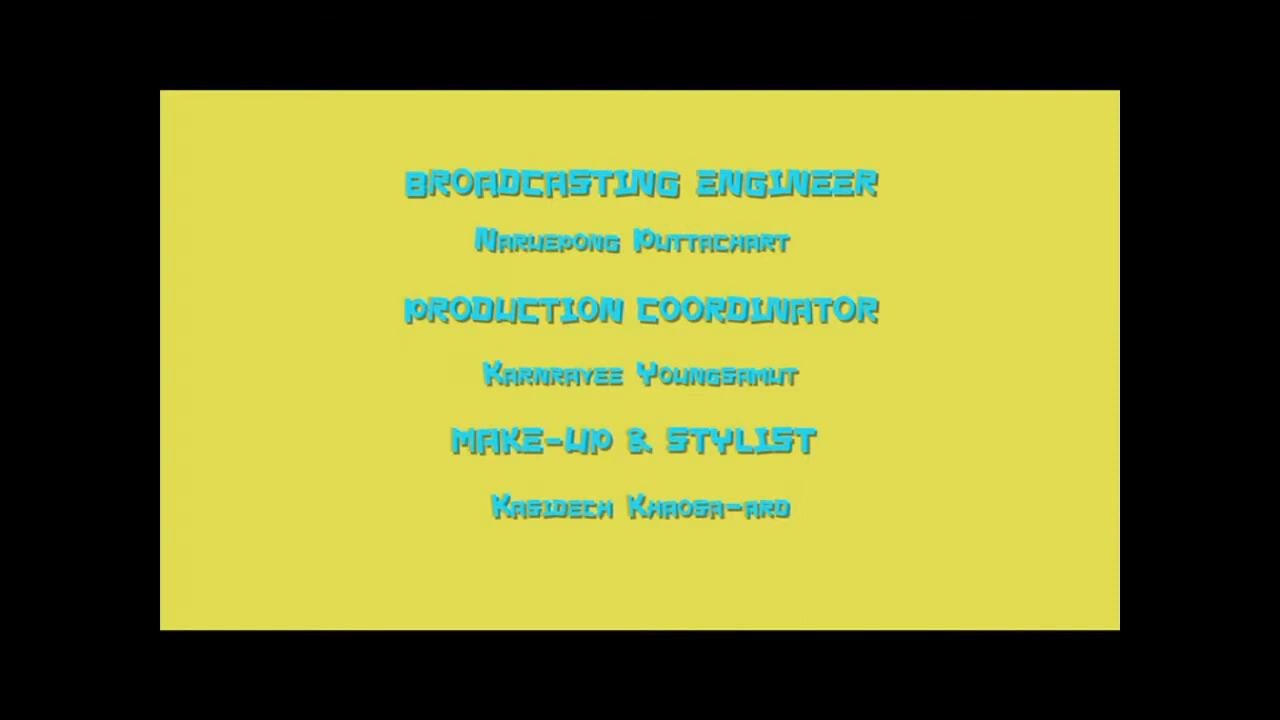 BROADCASTING ENGINEER
Naruepong Puttachart
PRODUCTION COORDINATOR
Karnrayee Youngsamut
MAKE-UP & STYLIST
Kasidech Khaosa-ard